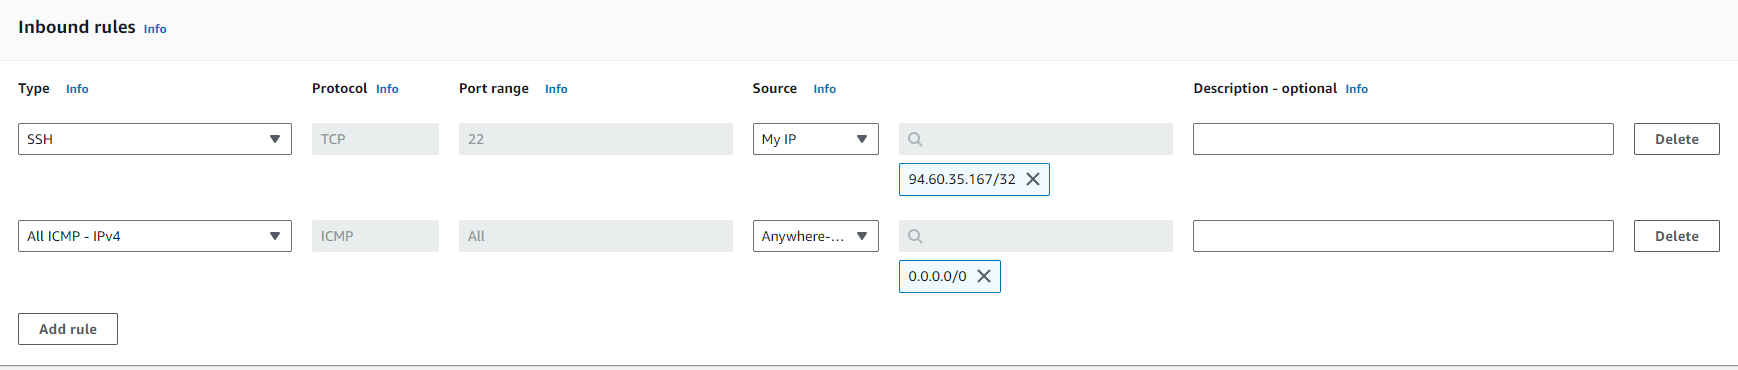 Inbound rules Info
Type Info Protocol Info Port range Info Source Info Description - optional Info
SSH TCP 22 My IP Delete
94.60.35.167/32
All ICMP - IPv4 ICMP All Anywhere-... Delete
0.0.0.0/0
Add rule